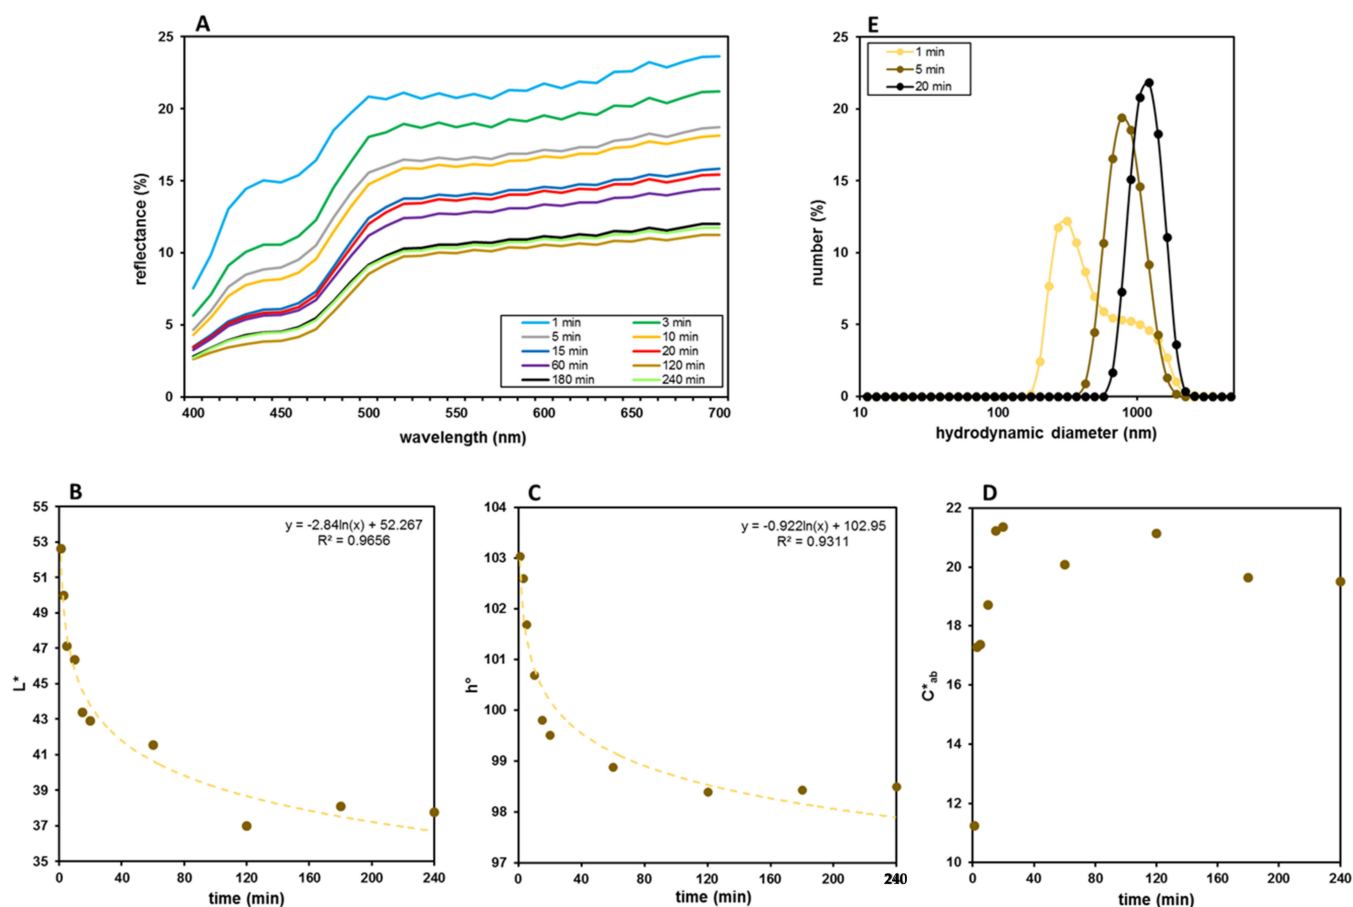 A
25
20
15
10
5
0
reflectance (%)
1 min
3 min
5 min
10 min
15 min
20 min
60 min
120 min
180 min
240 min
400 450 500 550 600 650 700
wavelength (nm)
E
25
20
15
10
5
0
number (%)
1 min
5 min
20 min
10 100 1000
hydrodynamic diameter (nm)
B
55
53
51
49
47
45
43
41
39
37
35
L*
y = -2.84ln(x) + 52.267
R² = 0.9656
0 40 80 120 160 200 240
time (min)
C
104
103
102
101
100
99
98
97
h°
y = -0.922ln(x) + 102.95
R² = 0.9311
0 40 80 120 160 200 240
time (min)
D
22
20
18
16
14
12
10
C*ab
0 40 80 120 160 200 240
time (min)